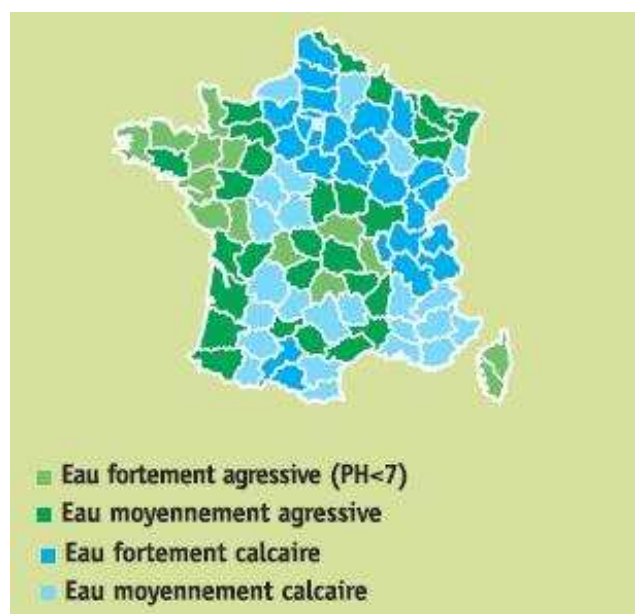 Eau fortement agressive (PH<7)
Eau moyennement agressive
Eau fortement calcaire
Eau moyennement calcaire